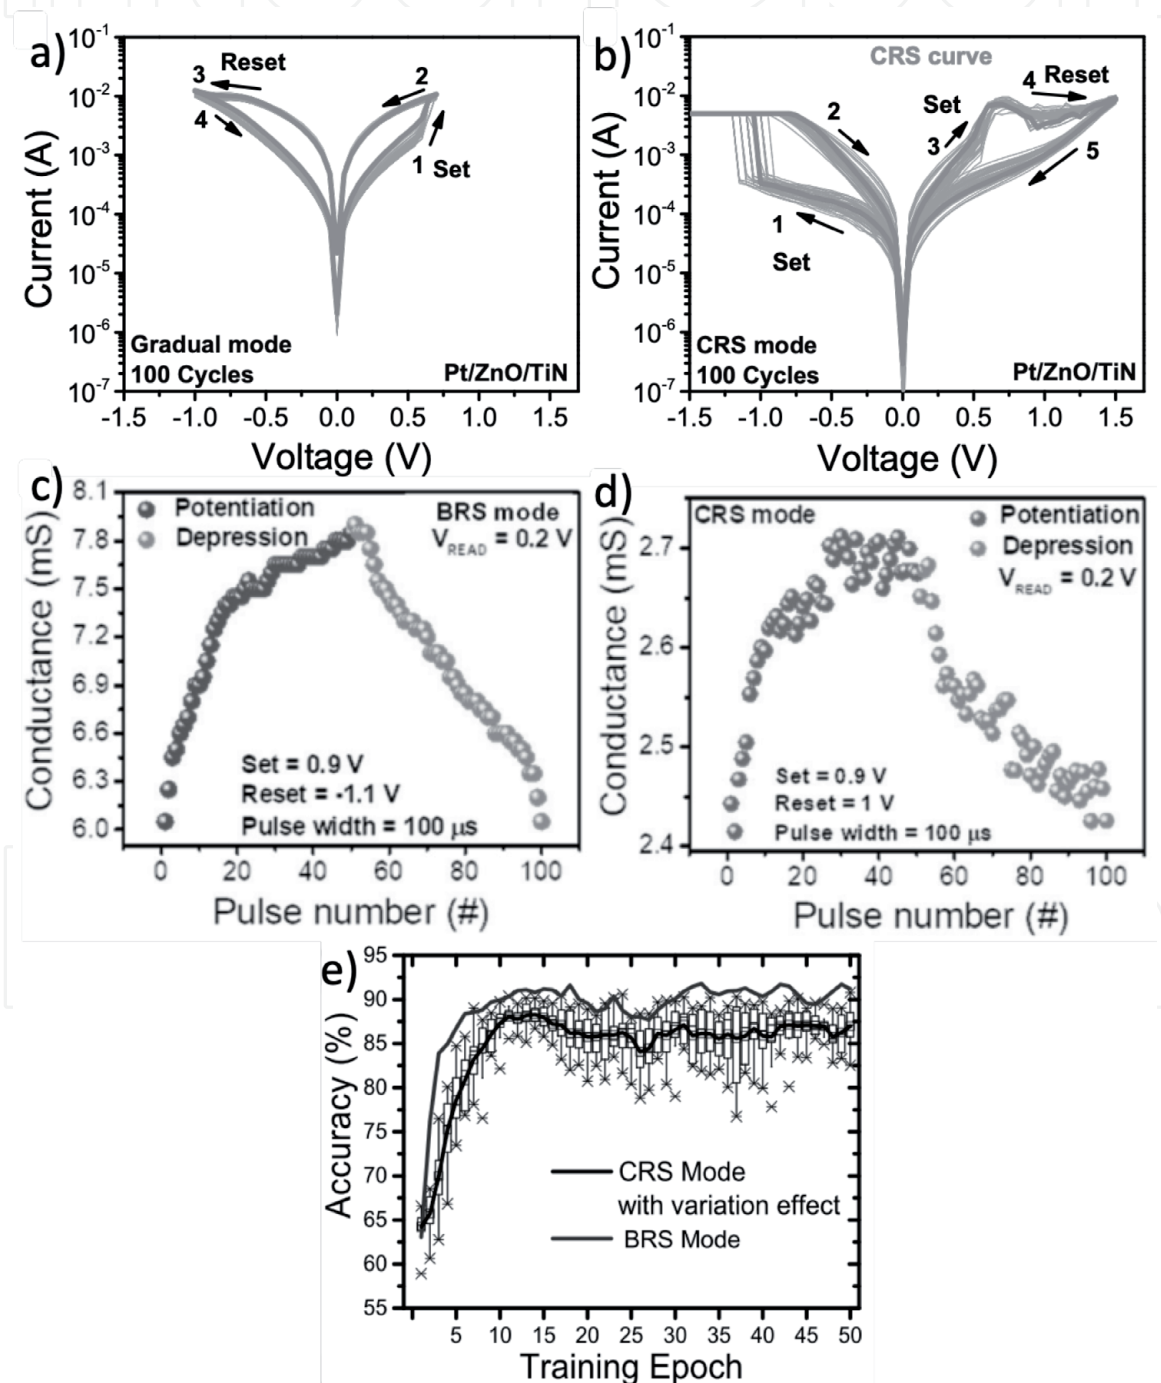 a)
10^-1
10^-2
10^-3
10^-4
10^-5
10^-6
10^-7
Current (A)
3
Reset
2
4
1
Set
Gradual mode
100 Cycles
Pt/ZnO/TiN
-1.5 -1.0 -0.5 0.0 0.5 1.0 1.5
Voltage (V)
b)
10^-1
10^-2
10^-3
10^-4
10^-5
10^-6
10^-7
Current (A)
CRS curve
2
Set
3
4 Reset
5
1
Set
CRS mode
100 Cycles
Pt/ZnO/TiN
-1.5 -1.0 -0.5 0.0 0.5 1.0 1.5
Voltage (V)
c)
8.1
7.8
7.5
7.2
6.9
6.6
6.3
6.0
Conductance (mS)
Potentiation
Depression
BRS mode
V_READ = 0.2 V
Set = 0.9 V
Reset = -1.1 V
Pulse width = 100 µs
0 20 40 60 80 100
Pulse number (#)
d)
2.7
2.6
2.5
2.4
Conductance (mS)
CRS mode
Potentiation
Depression
V_READ = 0.2 V
Set = 0.9 V
Reset = 1 V
Pulse width = 100 µs
0 20 40 60 80 100
Pulse number (#)
e)
95
90
85
80
75
70
65
60
55
Accuracy (%)
CRS Mode
with variation effect
BRS Mode
5 10 15 20 25 30 35 40 45 50
Training Epoch